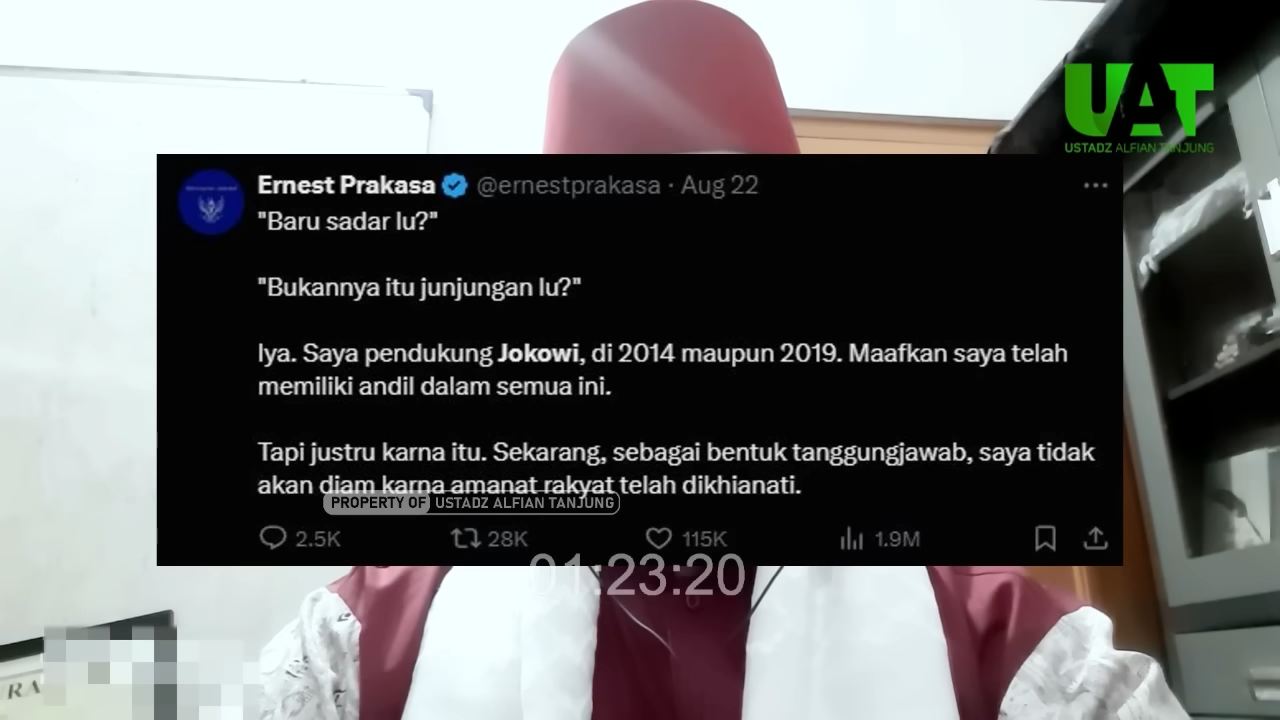 UAT
USTADZ ALFIAN TANJUNG
Ernest Prakasa @ernestprakasa · Aug 22
"Baru sadar lu?"
"Bukannya itu junjungan lu?"
Iya. Saya pendukung Jokowi, di 2014 maupun 2019. Maafkan saya telah
memiliki andil dalam semua ini.
Tapi justru karna itu. Sekarang, sebagai bentuk tanggungjawab, saya tidak
akan diam karna amanat rakyat telah dikhianati.
PROPERTY OF USTADZ ALFIAN TANJUNG
2.5K 28K 115K 1.9M
01:23:20
RA